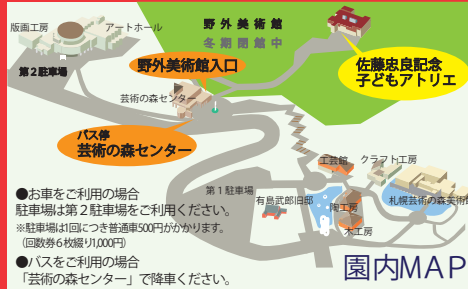 版画工房
アートホール
野外美術館
冬期閉館中
野外美術館入口
佐藤忠良記念
子どもアトリエ
第2駐車場
芸術の森センター
バス停
芸術の森センター
工芸館
クラフト工房
第1駐車場
有島武郎旧邸
陶工房
木工房
札幌芸術の森美術館
●お車をご利用の場合
駐車場は第2駐車場をご利用ください。
※駐車場は1回につき普通車500円がかかります。
(回数券6枚綴り1,000円)
●バスをご利用の場合
「芸術の森センター」で降車ください。
園内MAP